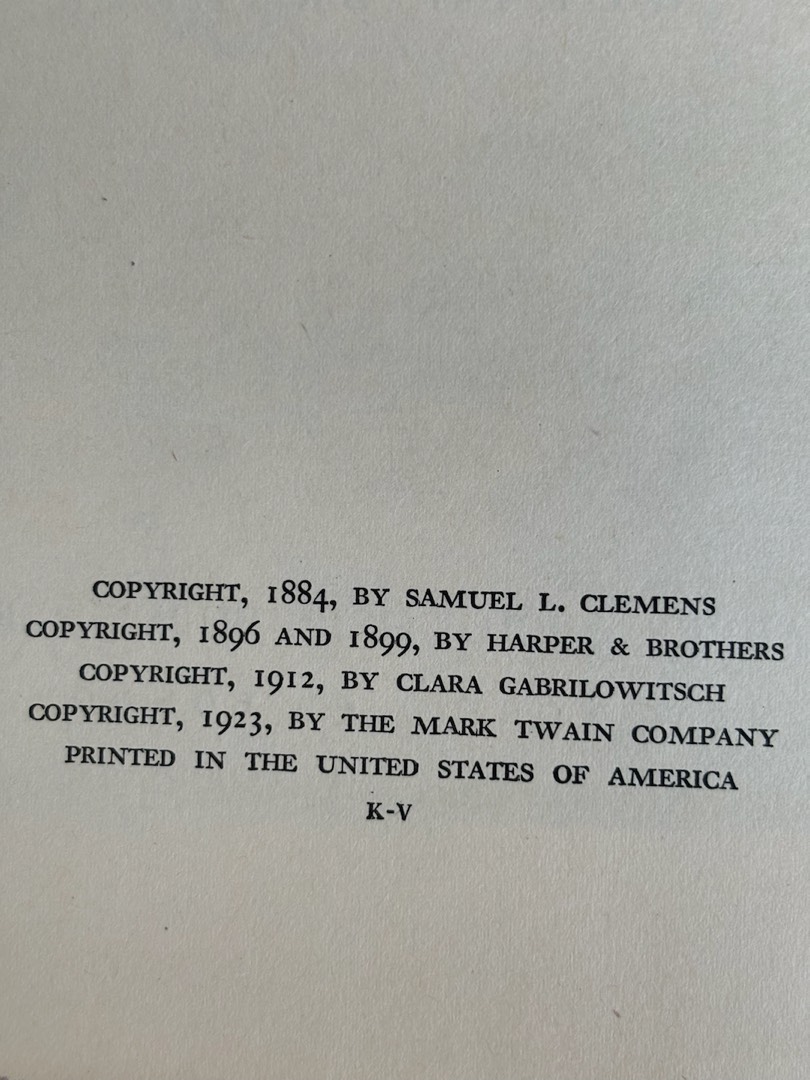 COPYRIGHT, 1884, BY SAMUEL L. CLEMENS
COPYRIGHT, 1896 AND 1899, BY HARPER & BROTHERS
COPYRIGHT, 1912, BY CLARA GABRILOWITSCH
COPYRIGHT, 1923, BY THE MARK TWAIN COMPANY
PRINTED IN THE UNITED STATES OF AMERICA
K-V